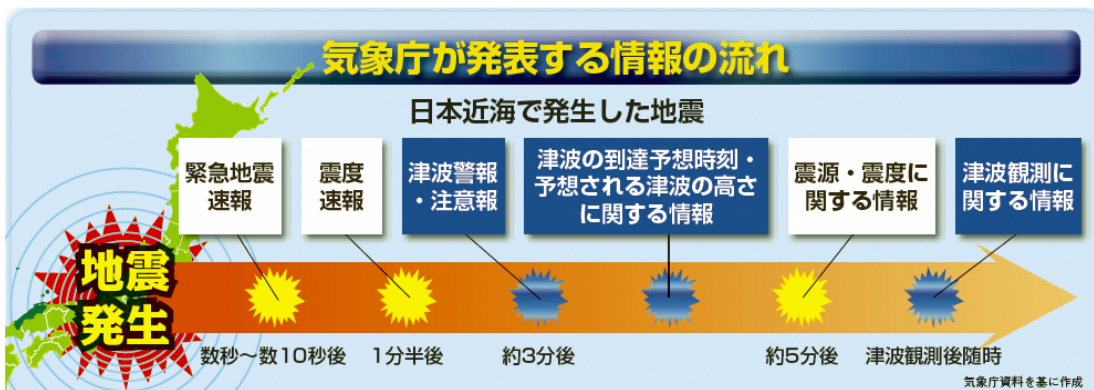 気象庁が発表する情報の流れ
日本近海で発生した地震
緊急地震
速報
震度
速報
津波警報
・注意報
津波の到達予想時刻・
予想される津波の高さ
に関する情報
震源・震度に
関する情報
津波観測に
関する情報
地震
発生
数秒～数10秒後
1分半後
約3分後
約5分後
津波観測後随時
気象庁資料を基に作成